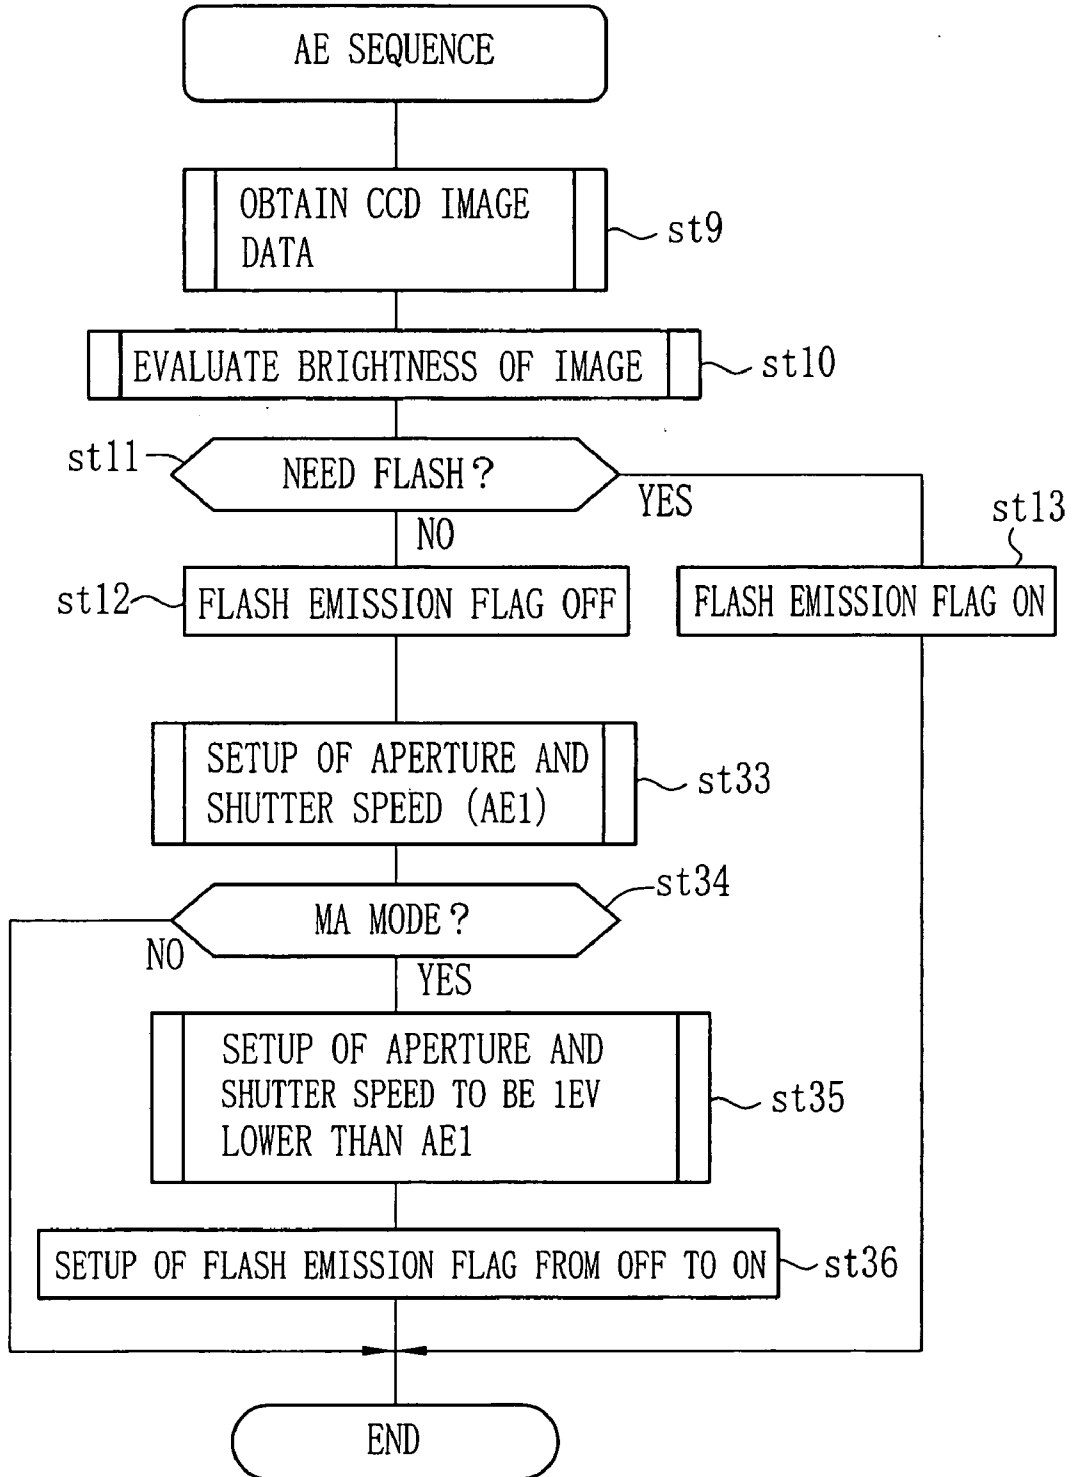 AE SEQUENCE
OBTAIN CCD IMAGE
DATA
st9
EVALUATE BRIGHTNESS OF IMAGE
st10
st11
NEED FLASH?
YES
NO
st13
st12
FLASH EMISSION FLAG OFF
FLASH EMISSION FLAG ON
SETUP OF APERTURE AND
SHUTTER SPEED (AE1)
st33
st34
MA MODE?
NO
YES
SETUP OF APERTURE AND
SHUTTER SPEED TO BE 1EV
LOWER THAN AE1
st35
SETUP OF FLASH EMISSION FLAG FROM OFF TO ON
st36
END